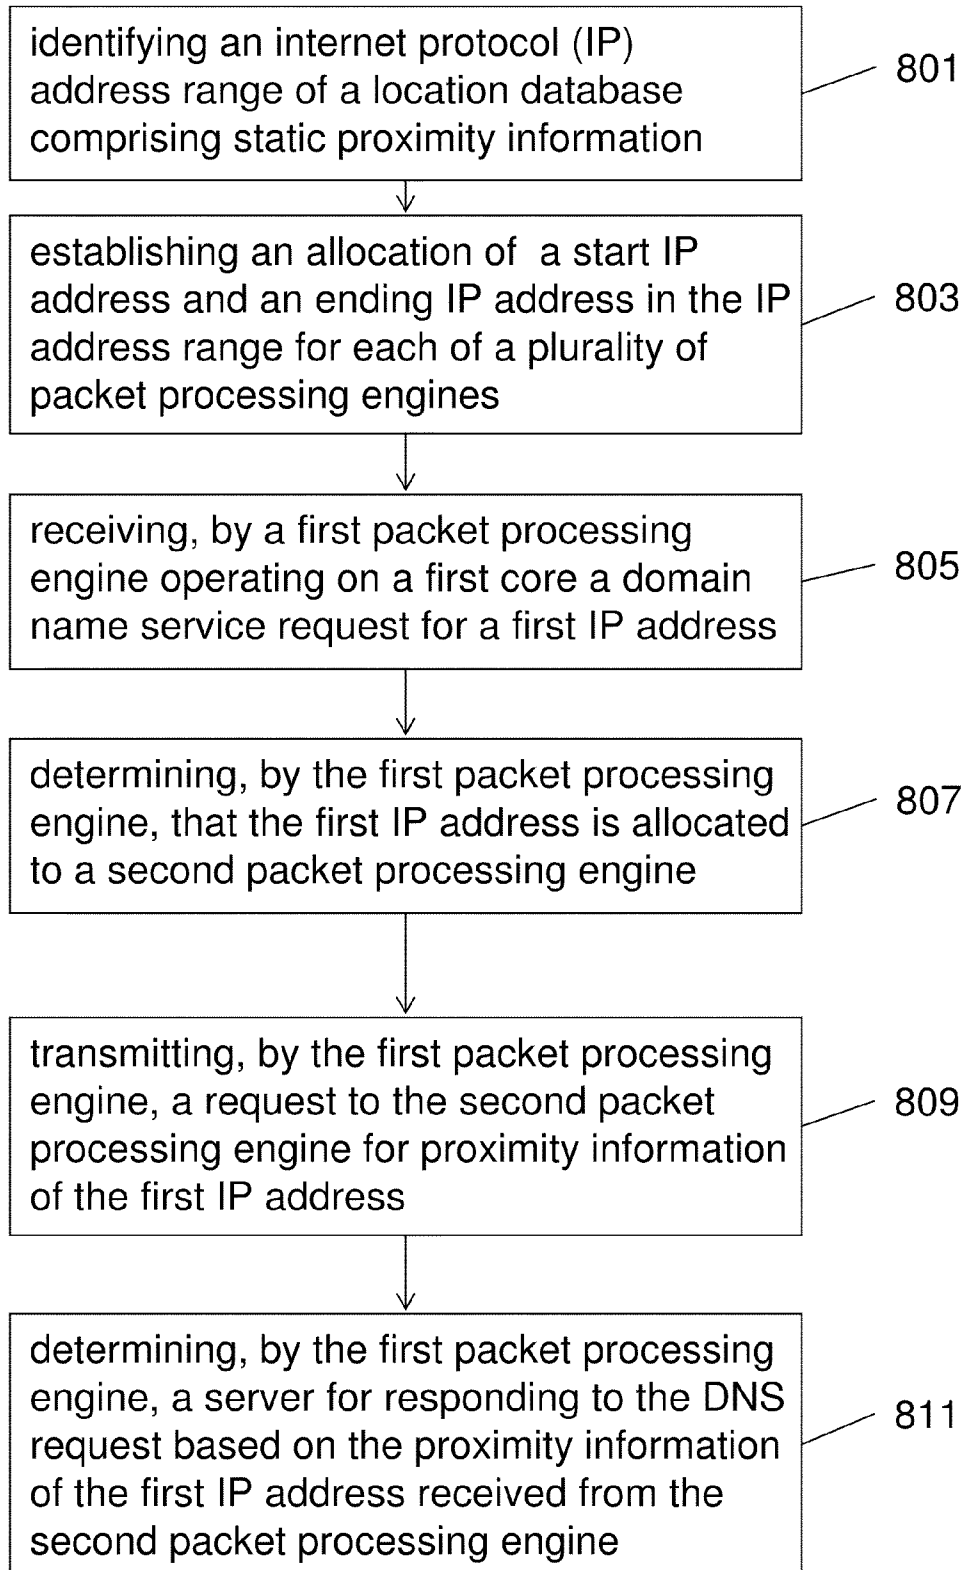 identifying an internet protocol (IP)
address range of a location database
comprising static proximity information
801
establishing an allocation of a start IP
address and an ending IP address in the IP
address range for each of a plurality of
packet processing engines
803
receiving, by a first packet processing
engine operating on a first core a domain
name service request for a first IP address
805
determining, by the first packet processing
engine, that the first IP address is allocated
to a second packet processing engine
807
transmitting, by the first packet processing
engine, a request to the second packet
processing engine for proximity information
of the first IP address
809
determining, by the first packet processing
engine, a server for responding to the DNS
request based on the proximity information
of the first IP address received from the
second packet processing engine
811